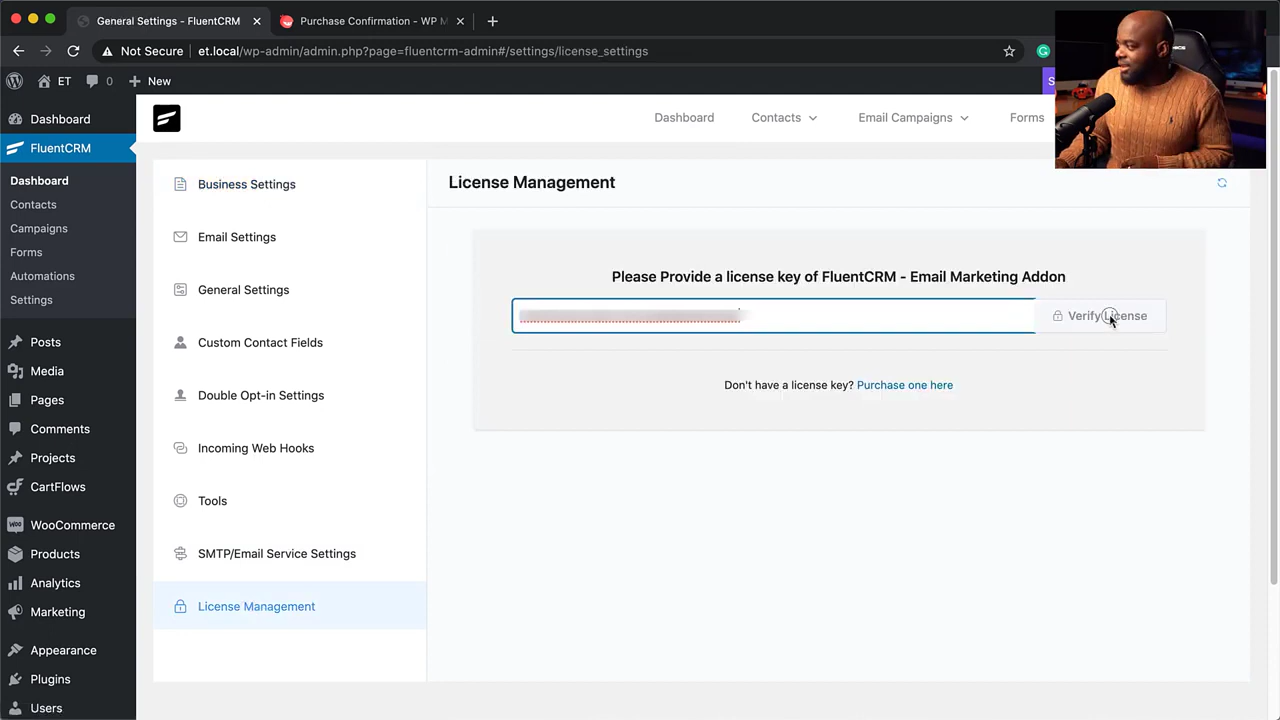 General Settings - FluentCRM
Purchase Confirmation - WP M
Not Secure
et.local/wp-admin/admin.php?page=fluentcrm-admin#/settings/license_settings
ET
0
New
S
Dashboard
FluentCRM
Dashboard
Contacts
Campaigns
Forms
Automations
Settings
Posts
Media
Pages
Comments
Projects
CartFlows
WooCommerce
Products
Analytics
Marketing
Appearance
Plugins
Users
Dashboard
Contacts
Email Campaigns
Forms
Business Settings
Email Settings
General Settings
Custom Contact Fields
Double Opt-in Settings
Incoming Web Hooks
Tools
SMTP/Email Service Settings
License Management
License Management
Please Provide a license key of FluentCRM - Email Marketing Addon
Verify License
Don't have a license key? Purchase one here